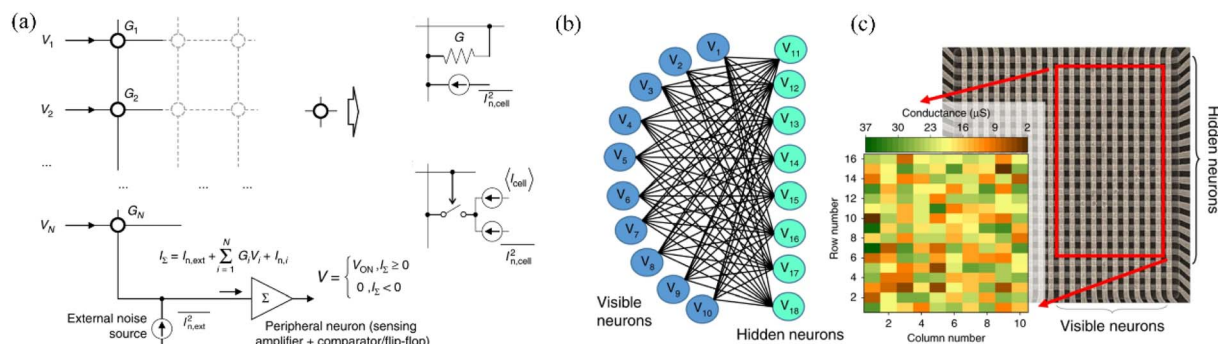 (a)
V1
G1
V2
G2
...
...
...
VN
GN
IΣ = In,ext + N Σ i = 1 GiVi + In,i
External noise
source
I²n,ext
Σ
V = { VON , IΣ ≥ 0
0 , IΣ < 0
Peripheral neuron (sensing
amplifier + comparator/flip-flop)
G
I²n,cell
⟨Icell⟩
I²n,cell
(b)
V1
V2
V3
V4
V5
V6
V7
V8
V9
V10
V11
V12
V13
V14
V15
V16
V17
V18
Visible
neurons
Hidden neurons
(c)
Conductance (μS)
37 30 23 16 9 2
16
14
12
10
8
6
4
2
Row number
2 4 6 8 10
Column number
Hidden neurons
Visible neurons